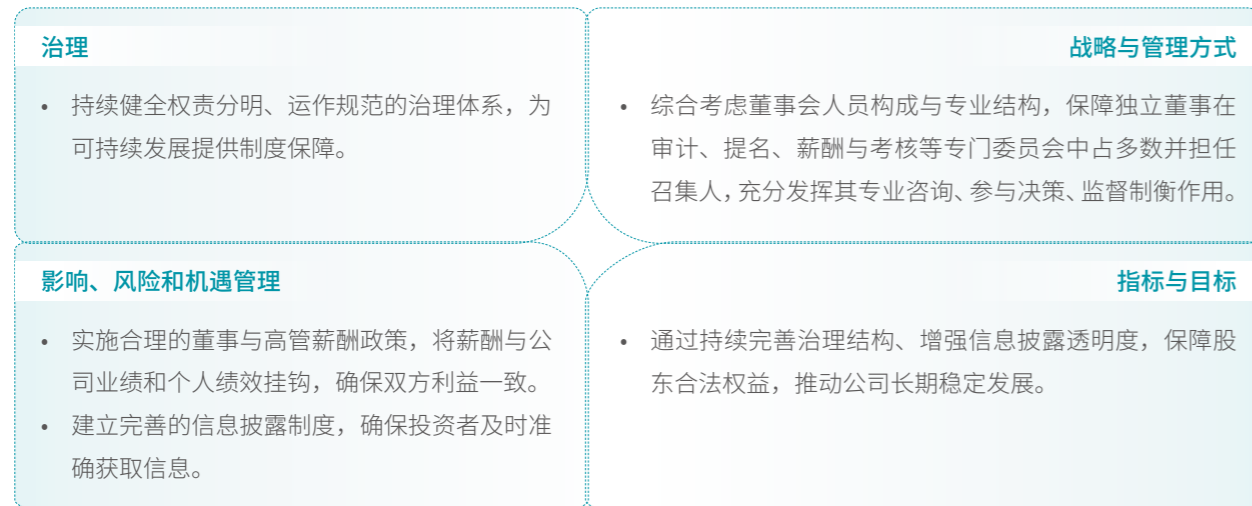 治理
• 持续健全权责分明、运作规范的治理体系，为
可持续发展提供制度保障。
战略与管理方式
• 综合考虑董事会人员构成与专业结构，保障独立董事在
审计、提名、薪酬与考核等专门委员会中占多数并担任
召集人，充分发挥其专业咨询、参与决策、监督制衡作用。
影响、风险和机遇管理
• 实施合理的董事与高管薪酬政策，将薪酬与公
司业绩和个人绩效挂钩，确保双方利益一致。
• 建立完善的信息披露制度，确保投资者及时准
确获取信息。
指标与目标
• 通过持续完善治理结构、增强信息披露透明度，保障股
东合法权益，推动公司长期稳定发展。